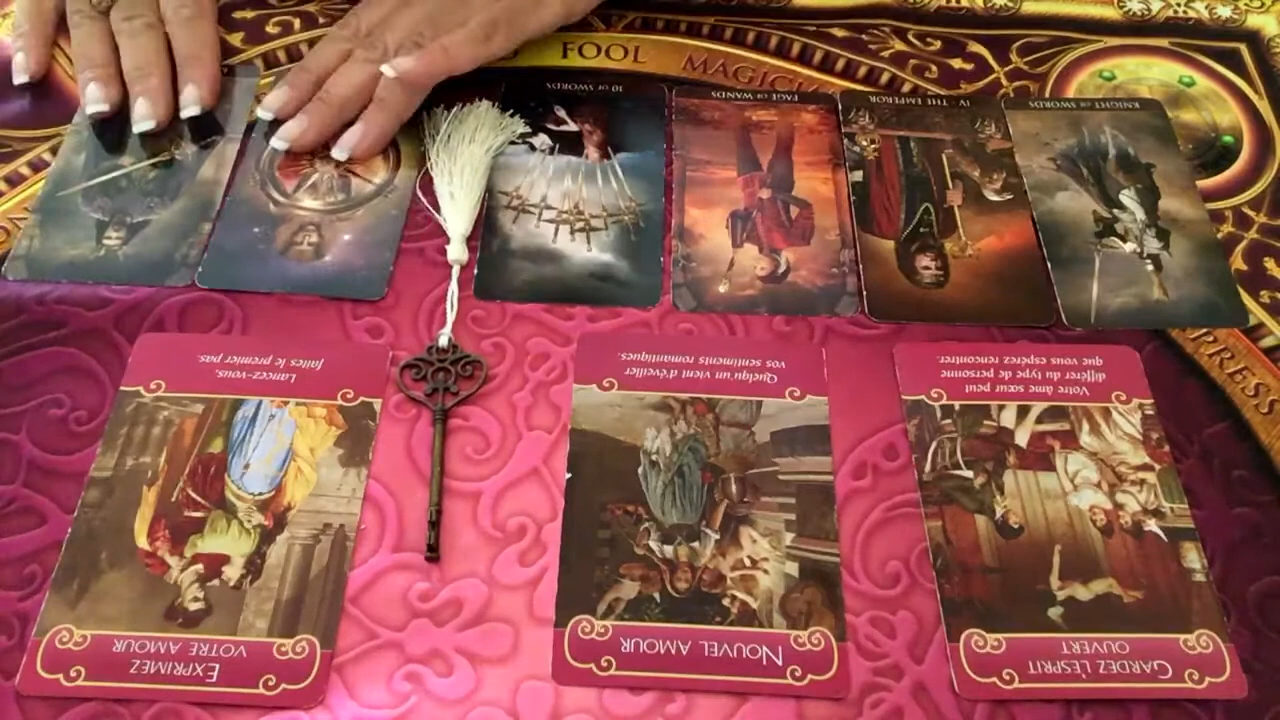 FOOL
MAGICI
10 OF SWORDS
PAGE OF WANDS
IV. THE EMPEROR
KNIGHT OF SWORDS
PRESS
Lancez-vous,
faites le premier pas.
EXPRIMEZ
VOTRE AMOUR
Quelqu'un vient d'éveiller
vos sentiments romantiques.
NOUVEL AMOUR
Votre âme sœur peut
différer du type de personne
que vous espérez rencontrer.
GARDEZ L'ESPRIT
OUVERT